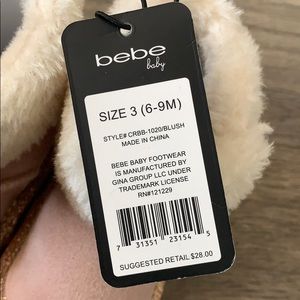 bebe
baby
SIZE 3 (6-9M)
STYLE# CRBB-1020/BLUSH
MADE IN CHINA
BEBE BABY FOOTWEAR
IS MANUFACTURED BY
GINA GROUP LLC UNDER
TRADEMARK LICENSE
RN#121229
7 31351 23154 5
SUGGESTED RETAIL $28.00